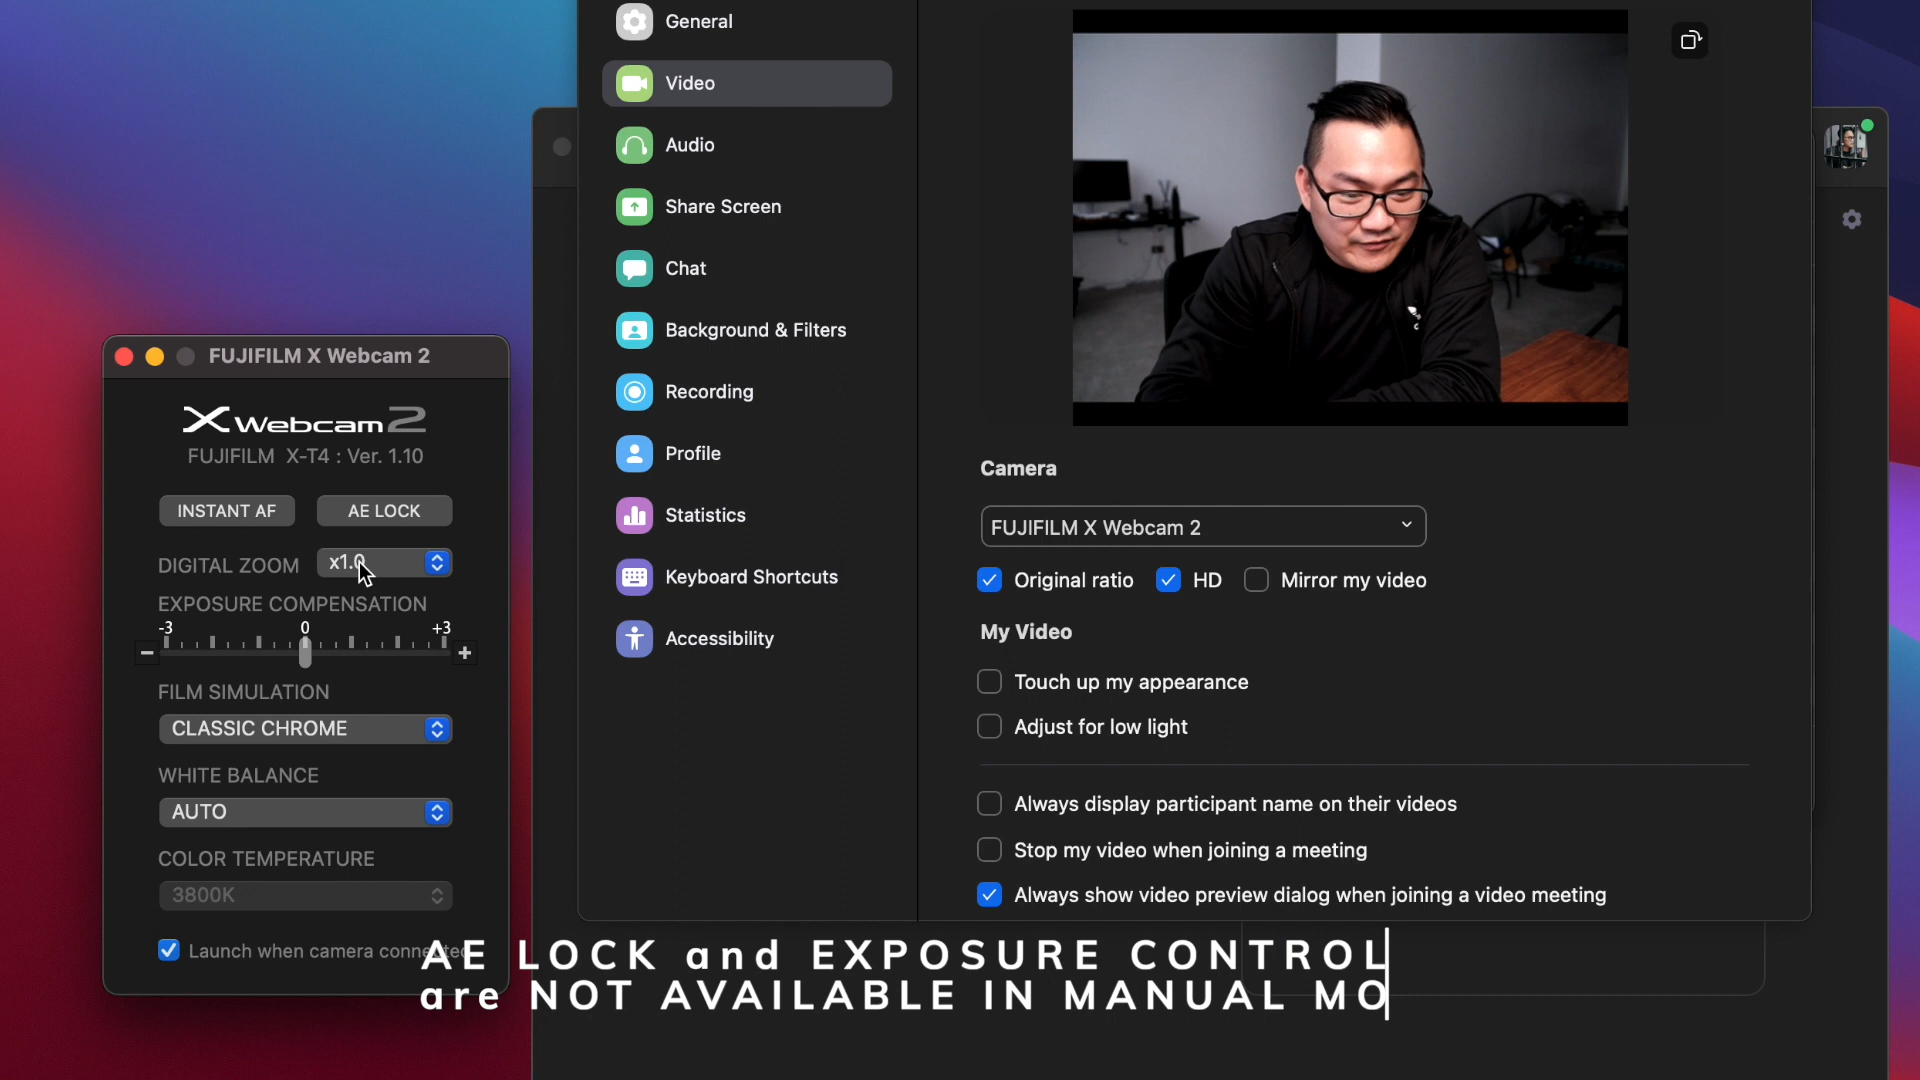 General
Video
Audio
Share Screen
Chat
Background & Filters
Recording
Profile
Statistics
Keyboard Shortcuts
Accessibility
FUJIFILM X Webcam 2
X Webcam 2
FUJIFILM X-T4 : Ver. 1.10
INSTANT AF
AE LOCK
DIGITAL ZOOM
x1.0
EXPOSURE COMPENSATION
-3 0 +3
− +
FILM SIMULATION
CLASSIC CHROME
WHITE BALANCE
AUTO
COLOR TEMPERATURE
3800K
Launch when camera connected
Camera
FUJIFILM X Webcam 2
Original ratio HD Mirror my video
My Video
Touch up my appearance
Adjust for low light
Always display participant name on their videos
Stop my video when joining a meeting
Always show video preview dialog when joining a video meeting
AE LOCK and EXPOSURE CONTROL
are NOT AVAILABLE IN MANUAL MO